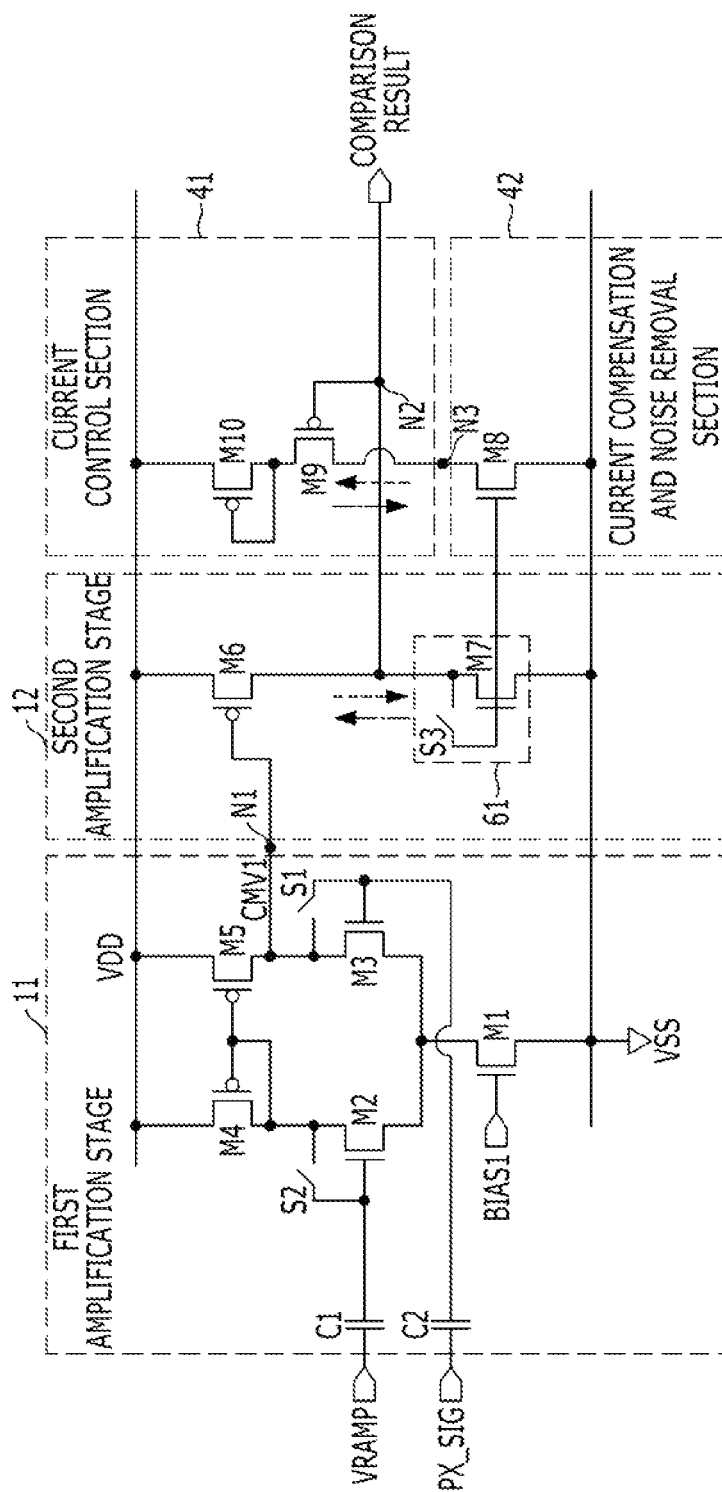 11
FIRST
AMPLIFICATION STAGE
VDD
M4
M5
S2
S1
CMV1
N1
M2
M3
C1
VRAMP
C2
PX_SIG
BIAS1
M1
VSS
12
SECOND
AMPLIFICATION STAGE
M6
S3
M7
61
CURRENT
CONTROL SECTION
41
M10
M9
N2
COMPARISON
RESULT
N3
42
M8
CURRENT COMPENSATION
AND NOISE REMOVAL
SECTION